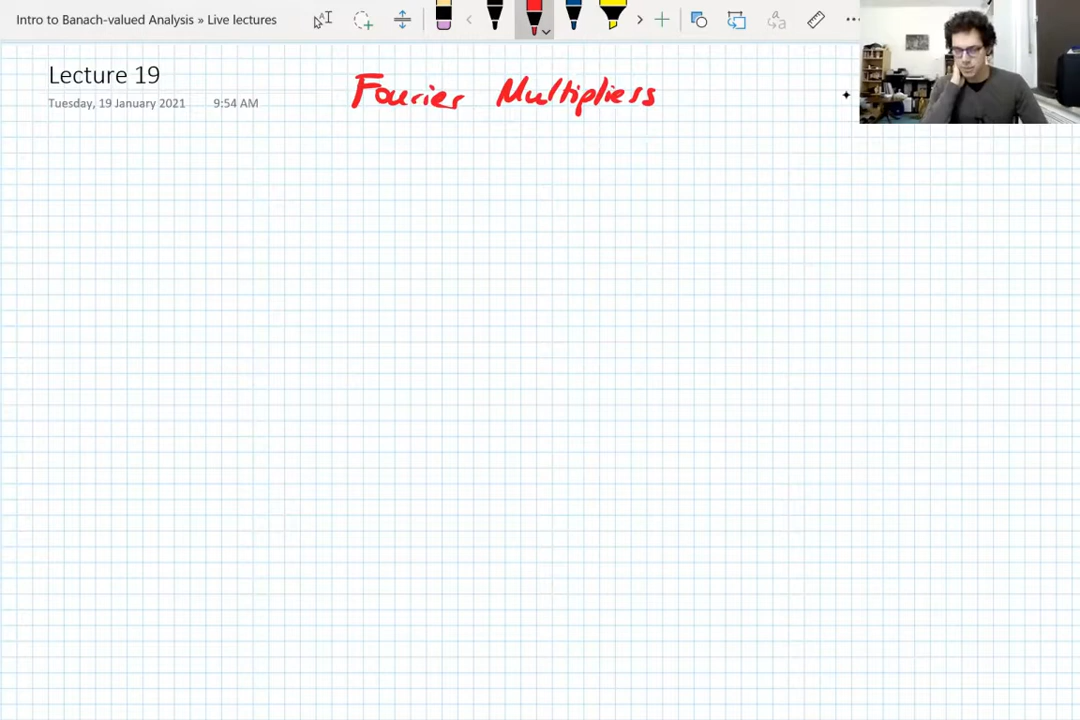 Intro to Banach-valued Analysis » Live lectures
Lecture 19
Tuesday, 19 January 2021 9:54 AM
Fourier Multipliers